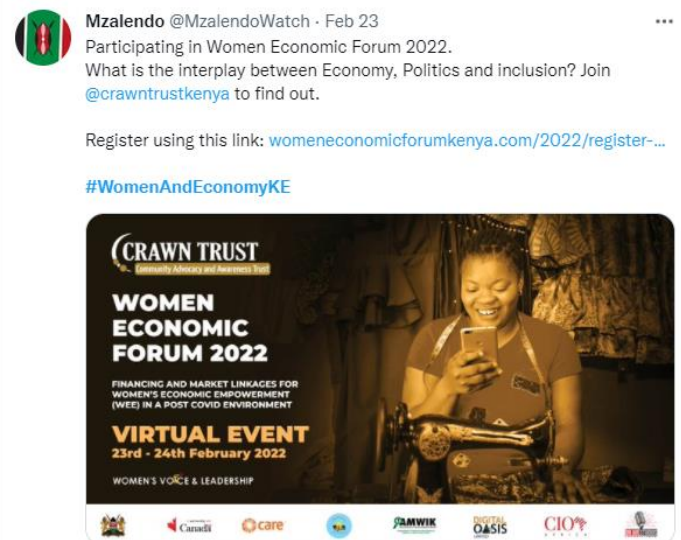 Mzalendo @MzalendoWatch · Feb 23
Participating in Women Economic Forum 2022.
What is the interplay between Economy, Politics and inclusion? Join
@crawntrustkenya to find out.
Register using this link: womeneconomicforumkenya.com/2022/register-...
#WomenAndEconomyKE
CRAWN TRUST
Community Advocacy and Awareness Trust
WOMEN
ECONOMIC
FORUM 2022
FINANCING AND MARKET LINKAGES FOR
WOMEN'S ECONOMIC EMPOWERMENT
(WEE) IN A POST COVID ENVIRONMENT
VIRTUAL EVENT
23rd - 24th February 2022
WOMEN'S VOICE & LEADERSHIP
Canada
care
AMWIK
DIGITAL
OASIS
CIO
AFRICA